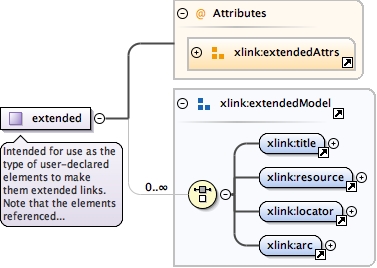 @ Attributes
xlink:extendedAttrs
extended
Intended for use as the
type of user-declared
elements to make
them extended links.
Note that the elements
referenced...
0..∞
xlink:extendedModel
xlink:title
xlink:resource
xlink:locator
xlink:arc